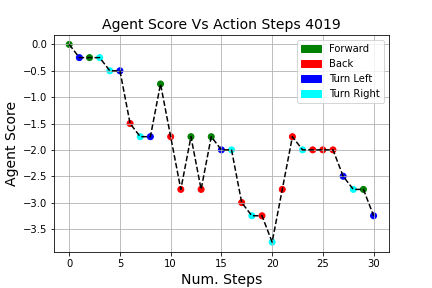 Agent Score Vs Action Steps 4019
Forward
Back
Turn Left
Turn Right
0.0
−0.5
−1.0
−1.5
−2.0
−2.5
−3.0
−3.5
Agent Score
0 5 10 15 20 25 30
Num. Steps